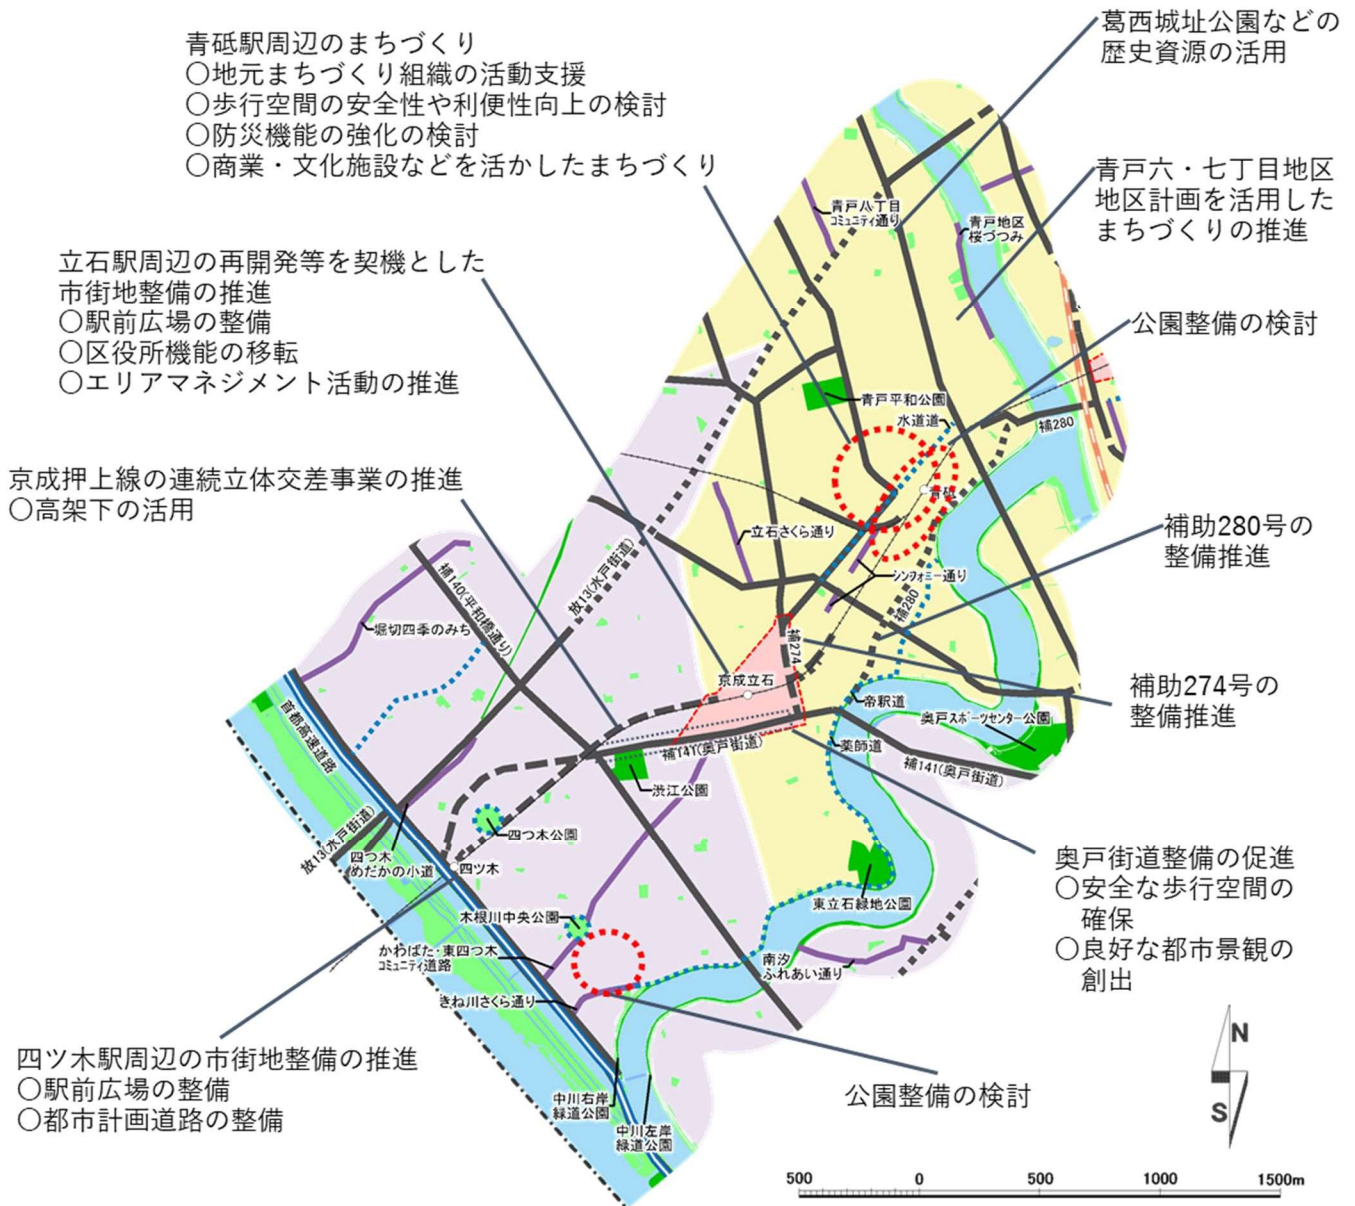 青砥駅周辺のまちづくり
○地元まちづくり組織の活動支援
○歩行空間の安全性や利便性向上の検討
○防災機能の強化の検討
○商業・文化施設などを活かしたまちづくり
葛西城址公園などの
歴史資源の活用
青戸六・七丁目地区
地区計画を活用した
まちづくりの推進
立石駅周辺の再開発等を契機とした
市街地整備の推進
○駅前広場の整備
○区役所機能の移転
○エリアマネジメント活動の推進
公園整備の検討
京成押上線の連続立体交差事業の推進
○高架下の活用
補助280号の
整備推進
補助274号の
整備推進
奥戸街道整備の促進
○安全な歩行空間の
確保
○良好な都市景観の
創出
四ツ木駅周辺の市街地整備の推進
○駅前広場の整備
○都市計画道路の整備
公園整備の検討
青戸八丁目
コミュニティ通り
青戸地区
桜づつみ
青戸平和公園
水道道
補280
青砥
立石さくら通り
シンフォニー通り
放13(水戸街道)
補140(平和橋通り)
堀切四季のみち
補280
補274
京成立石
帝釈道
奥戸スポーツセンター公園
首都高速道路
補141(奥戸街道)
薬師道
補141(奥戸街道)
渋江公園
四つ木公園
放13(水戸街道)
四つ木
めだかの小道
四ツ木
東立石緑地公園
木根川中央公園
かわばた・東四つ木
コミュニティ道路
南汐
ふれあい通り
きね川さくら通り
中川右岸
緑道公園
中川左岸
緑道公園
N
S
500
0
500
1000
1500m